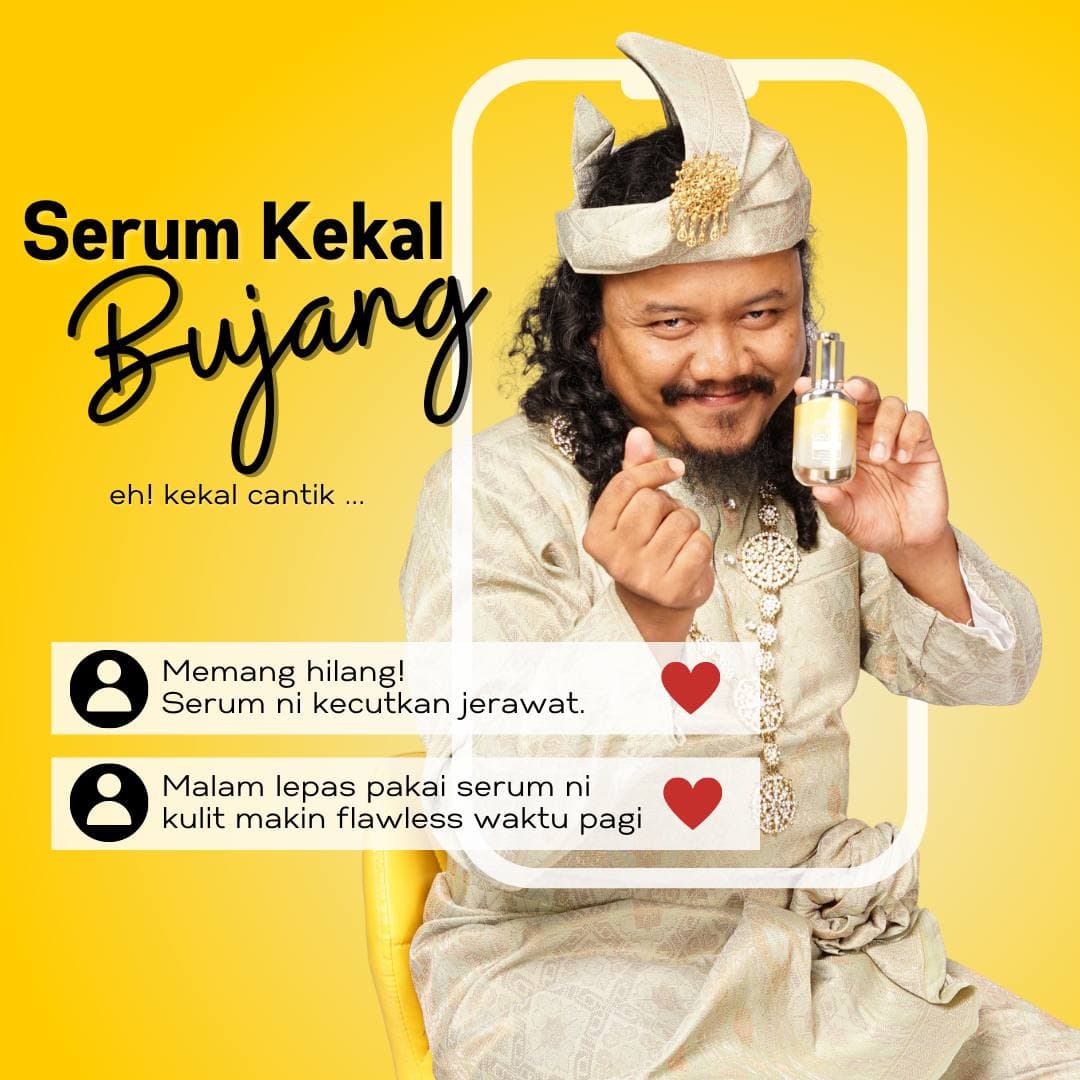 Serum Kekal
Bujang
eh! kekal cantik ...
Memang hilang!
Serum ni kecutkan jerawat.
Malam lepas pakai serum ni
kulit makin flawless waktu pagi